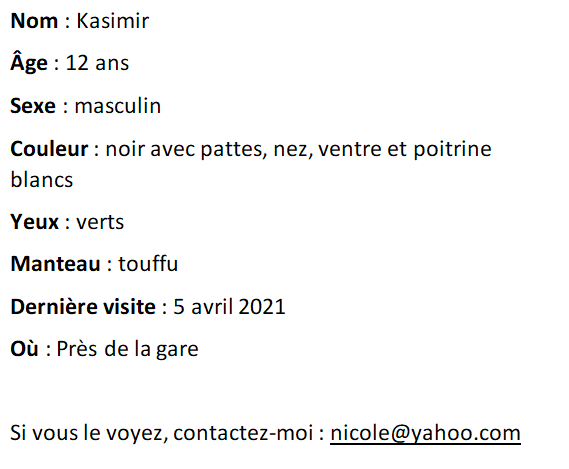 Nom : Kasimir
Âge : 12 ans
Sexe : masculin
Couleur : noir avec pattes, nez, ventre et poitrine
blancs
Yeux : verts
Manteau : touffu
Dernière visite : 5 avril 2021
Où : Près de la gare
Si vous le voyez, contactez-moi : nicole@yahoo.com